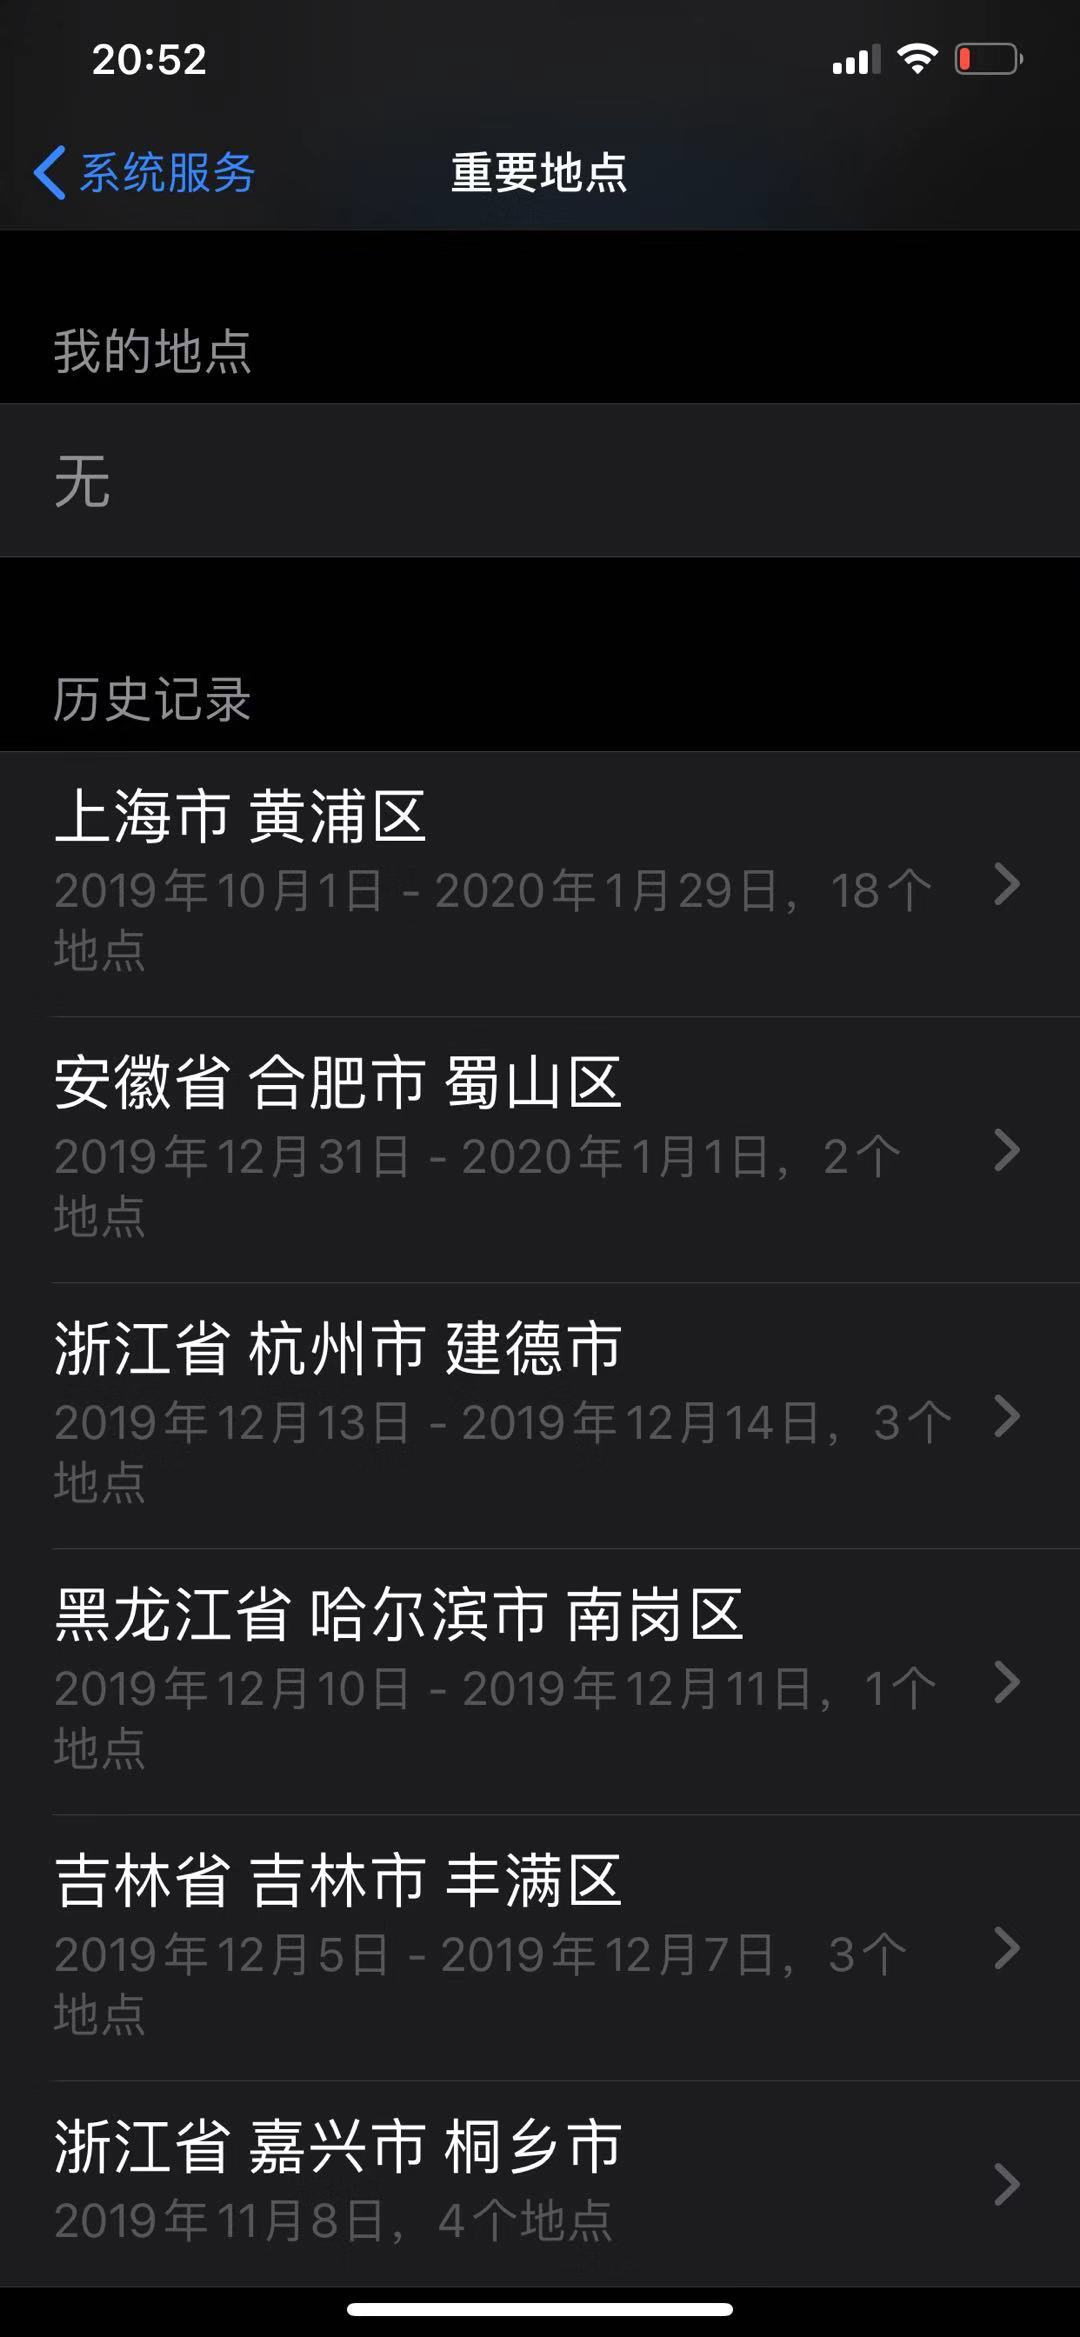 20:52
系统服务
重要地点
我的地点
无
历史记录
上海市 黄浦区
2019年10月1日 - 2020年1月29日，18个
地点
安徽省 合肥市 蜀山区
2019年12月31日 - 2020年1月1日，2个
地点
浙江省 杭州市 建德市
2019年12月13日 - 2019年12月14日，3个
地点
黑龙江省 哈尔滨市 南岗区
2019年12月10日 - 2019年12月11日，1个
地点
吉林省 吉林市 丰满区
2019年12月5日 - 2019年12月7日，3个
地点
浙江省 嘉兴市 桐乡市
2019年11月8日，4个地点